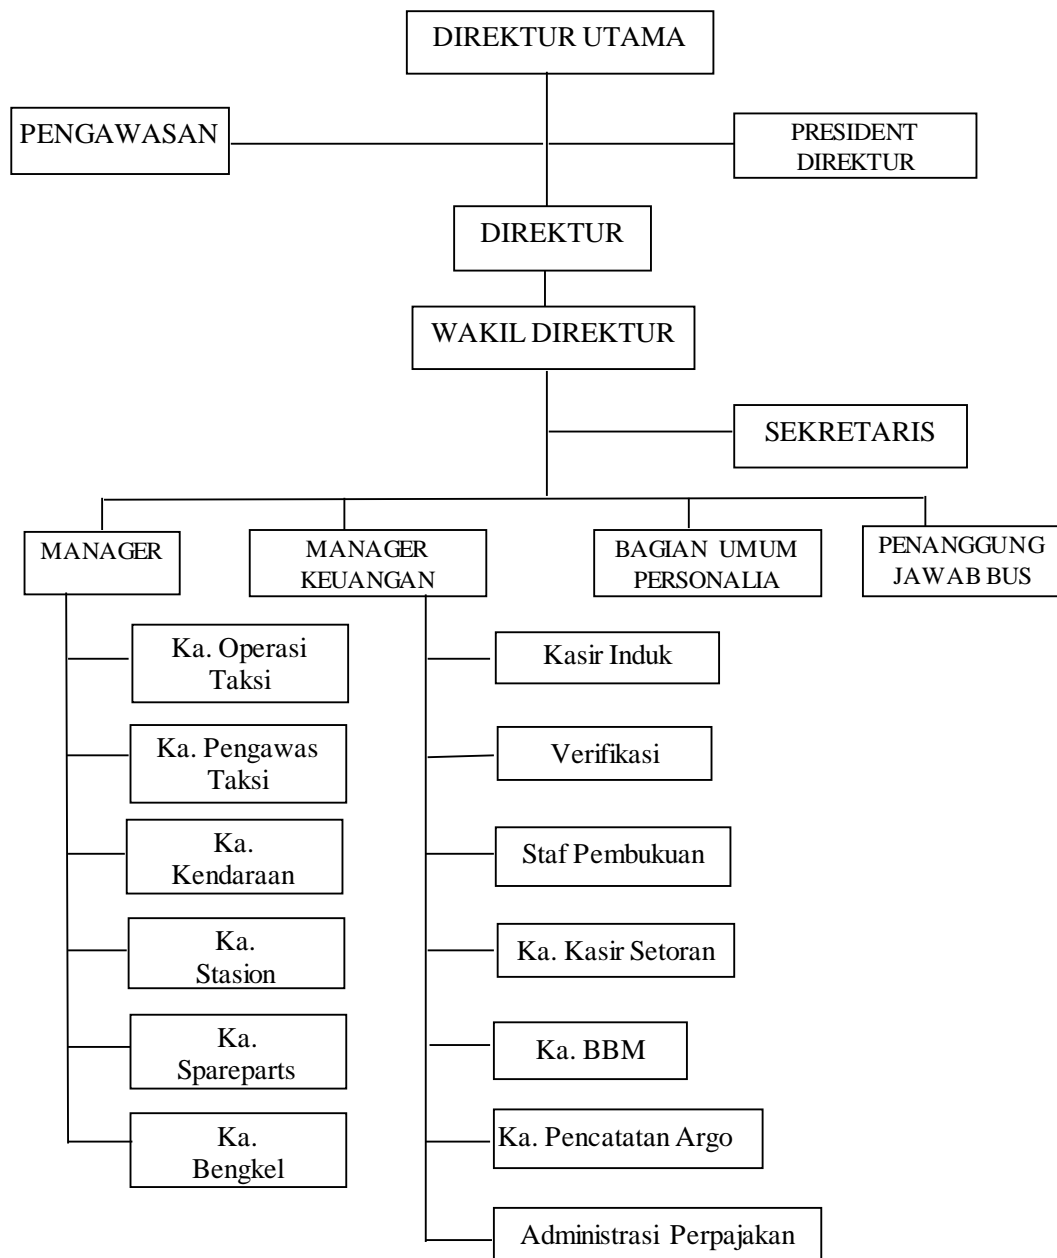 DIREKTUR UTAMA
PENGAWASAN
PRESIDENT
DIREKTUR
DIREKTUR
WAKIL DIREKTUR
SEKRETARIS
MANAGER
MANAGER
KEUANGAN
BAGIAN UMUM
PERSONALIA
PENANGGUNG
JAWAB BUS
Ka. Operasi
Taksi
Ka. Pengawas
Taksi
Ka.
Kendaraan
Ka.
Stasion
Ka.
Spareparts
Ka.
Bengkel
Kasir Induk
Verifikasi
Staf Pembukuan
Ka. Kasir Setoran
Ka. BBM
Ka. Pencatatan Argo
Administrasi Perpajakan